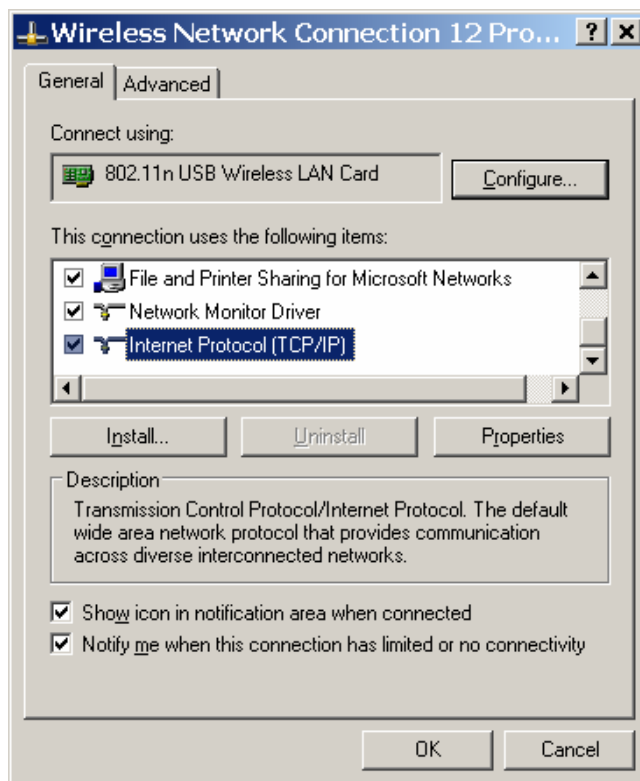 Wireless Network Connection 12 Pro...
General
Advanced
Connect using:
802.11n USB Wireless LAN Card
Configure...
This connection uses the following items:
File and Printer Sharing for Microsoft Networks
Network Monitor Driver
Internet Protocol (TCP/IP)
Install...
Uninstall
Properties
Description
Transmission Control Protocol/Internet Protocol. The default
wide area network protocol that provides communication
across diverse interconnected networks.
Show icon in notification area when connected
Notify me when this connection has limited or no connectivity
OK
Cancel